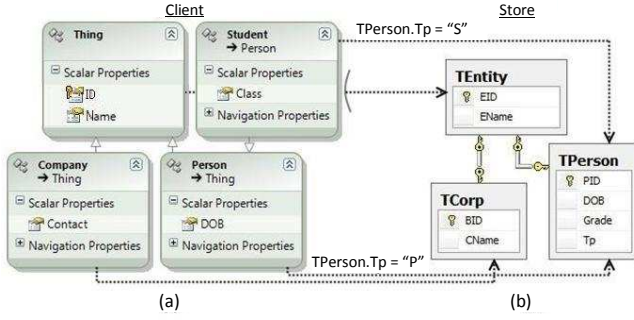 Client
Store
Thing
Scalar Properties
ID
Name
Student
→ Person
Scalar Properties
Class
Navigation Properties
TPerson.Tp = “S”
TEntity
EID
EName
Company
→ Thing
Scalar Properties
Contact
Navigation Properties
Person
→ Thing
Scalar Properties
DOB
Navigation Properties
TCorp
BID
CName
TPerson
PID
DOB
Grade
Tp
TPerson.Tp = “P”
(a)
(b)